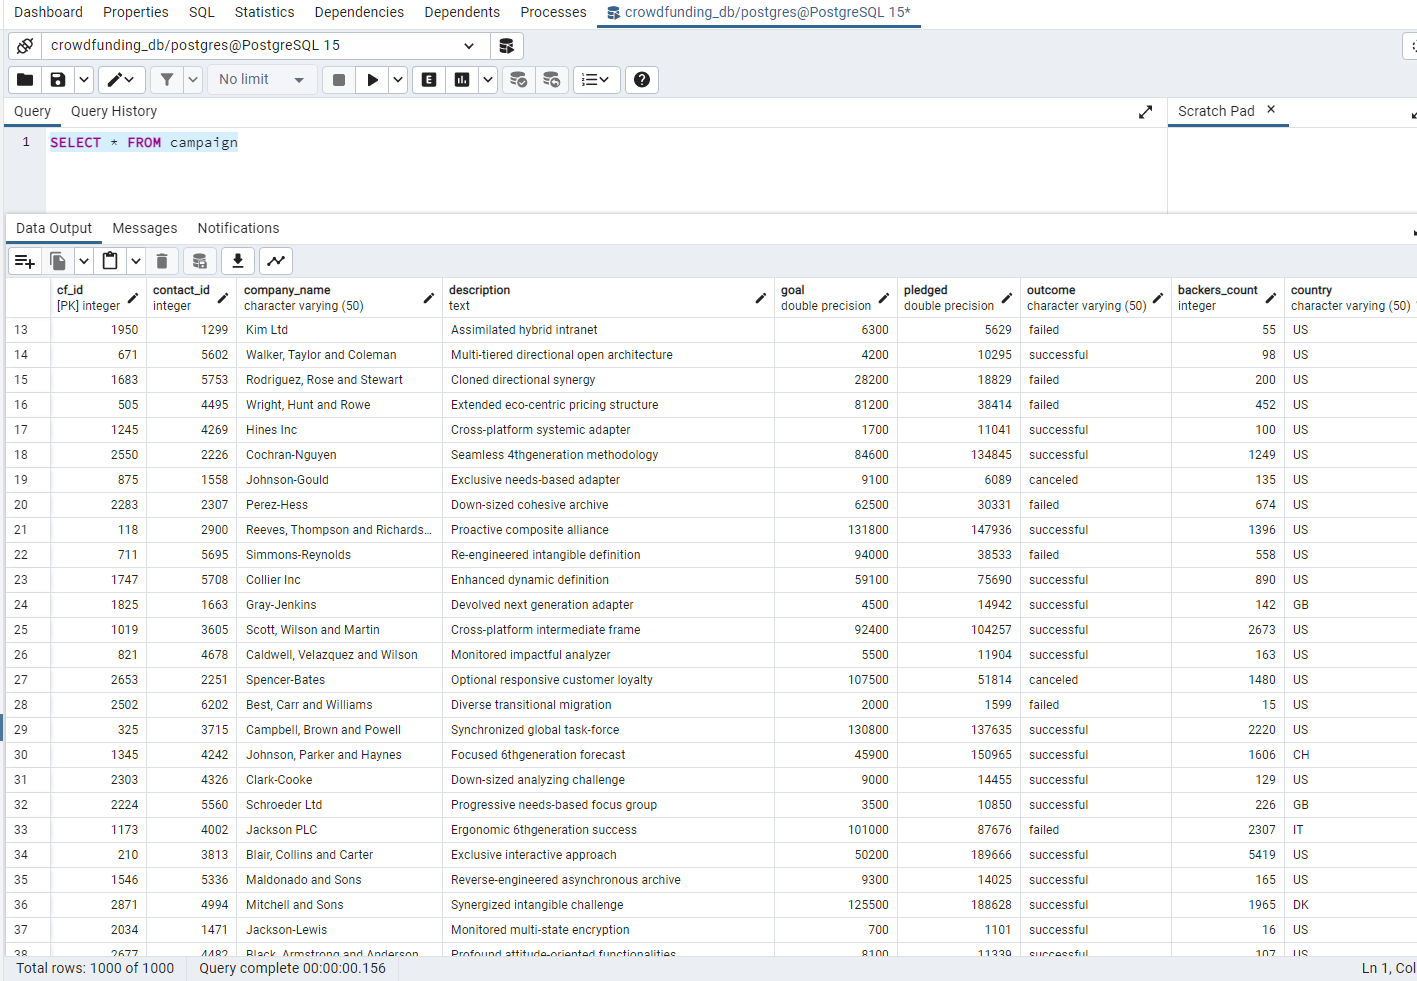 Dashboard Properties SQL Statistics Dependencies Dependents Processes crowdfunding_db/postgres@PostgreSQL 15*
crowdfunding_db/postgres@PostgreSQL 15
No limit
Query Query History Scratch Pad
1 SELECT * FROM campaign
Data Output Messages Notifications
cf_id contact_id company_name description goal pledged outcome backers_count country
[PK] integer integer character varying (50) text double precision double precision character varying (50) integer character varying (50)
13 1950 1299 Kim Ltd Assimilated hybrid intranet 6300 5629 failed 55 US
14 671 5602 Walker, Taylor and Coleman Multi-tiered directional open architecture 4200 10295 successful 98 US
15 1683 5753 Rodriguez, Rose and Stewart Cloned directional synergy 28200 18829 failed 200 US
16 505 4495 Wright, Hunt and Rowe Extended eco-centric pricing structure 81200 38414 failed 452 US
17 1245 4269 Hines Inc Cross-platform systemic adapter 1700 11041 successful 100 US
18 2550 2226 Cochran-Nguyen Seamless 4thgeneration methodology 84600 134845 successful 1249 US
19 875 1558 Johnson-Gould Exclusive needs-based adapter 9100 6089 canceled 135 US
20 2283 2307 Perez-Hess Down-sized cohesive archive 62500 30331 failed 674 US
21 118 2900 Reeves, Thompson and Richards... Proactive composite alliance 131800 147936 successful 1396 US
22 711 5695 Simmons-Reynolds Re-engineered intangible definition 94000 38533 failed 558 US
23 1747 5708 Collier Inc Enhanced dynamic definition 59100 75690 successful 890 US
24 1825 1663 Gray-Jenkins Devolved next generation adapter 4500 14942 successful 142 GB
25 1019 3605 Scott, Wilson and Martin Cross-platform intermediate frame 92400 104257 successful 2673 US
26 821 4678 Caldwell, Velazquez and Wilson Monitored impactful analyzer 5500 11904 successful 163 US
27 2653 2251 Spencer-Bates Optional responsive customer loyalty 107500 51814 canceled 1480 US
28 2502 6202 Best, Carr and Williams Diverse transitional migration 2000 1599 failed 15 US
29 325 3715 Campbell, Brown and Powell Synchronized global task-force 130800 137635 successful 2220 US
30 1345 4242 Johnson, Parker and Haynes Focused 6thgeneration forecast 45900 150965 successful 1606 CH
31 2303 4326 Clark-Cooke Down-sized analyzing challenge 9000 14455 successful 129 US
32 2224 5560 Schroeder Ltd Progressive needs-based focus group 3500 10850 successful 226 GB
33 1173 4002 Jackson PLC Ergonomic 6thgeneration success 101000 87676 failed 2307 IT
34 210 3813 Blair, Collins and Carter Exclusive interactive approach 50200 189666 successful 5419 US
35 1546 5336 Maldonado and Sons Reverse-engineered asynchronous archive 9300 14025 successful 165 US
36 2871 4994 Mitchell and Sons Synergized intangible challenge 125500 188628 successful 1965 DK
37 2034 1471 Jackson-Lewis Monitored multi-state encryption 700 1101 successful 16 US
38 2677 4482 Black, Armstrong and Anderson Profound attitude-oriented functionalities 8100 11339 successful 107 US
Total rows: 1000 of 1000 Query complete 00:00:00.156 Ln 1, Col